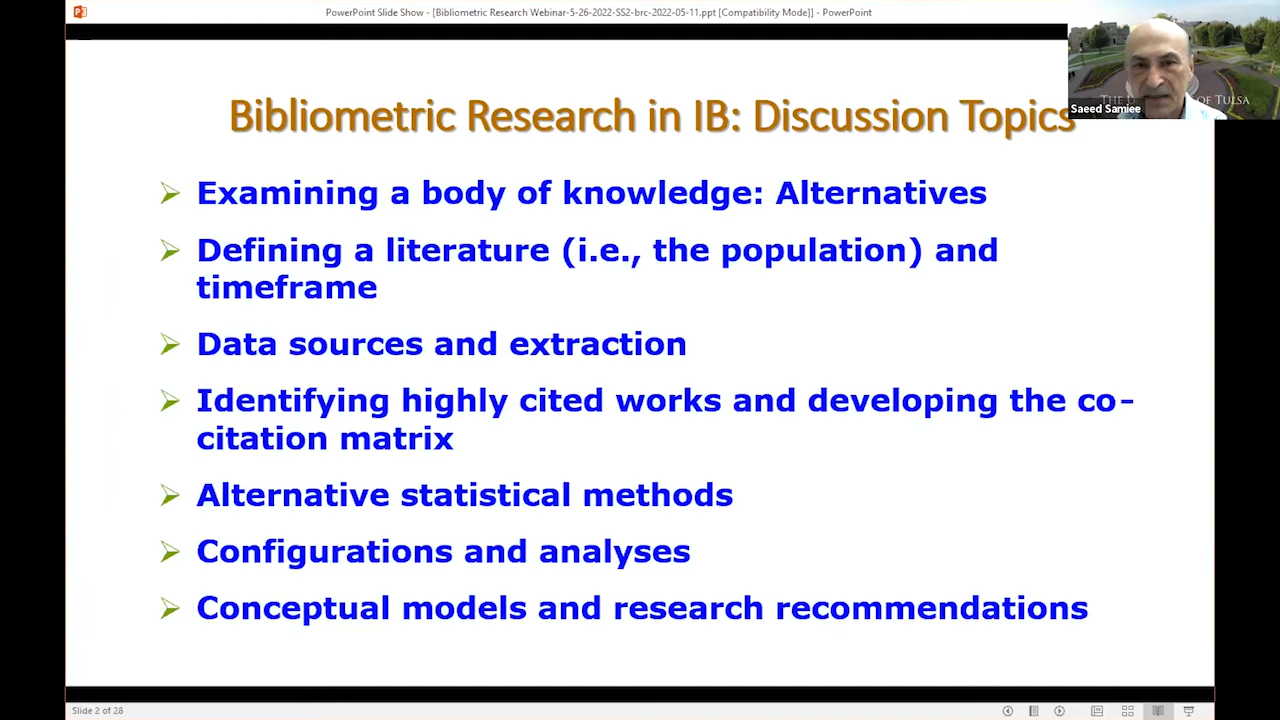 PowerPoint Slide Show - [Bibliometric Research Webinar-5-26-2022-SS2-brc-2022-05-11.ppt [Compatibility Mode]] - PowerPoint
Saeed Samiee
THE U OF TULSA
Bibliometric Research in IB: Discussion Topics
Examining a body of knowledge: Alternatives
Defining a literature (i.e., the population) and
timeframe
Data sources and extraction
Identifying highly cited works and developing the co-
citation matrix
Alternative statistical methods
Configurations and analyses
Conceptual models and research recommendations
Slide 2 of 28